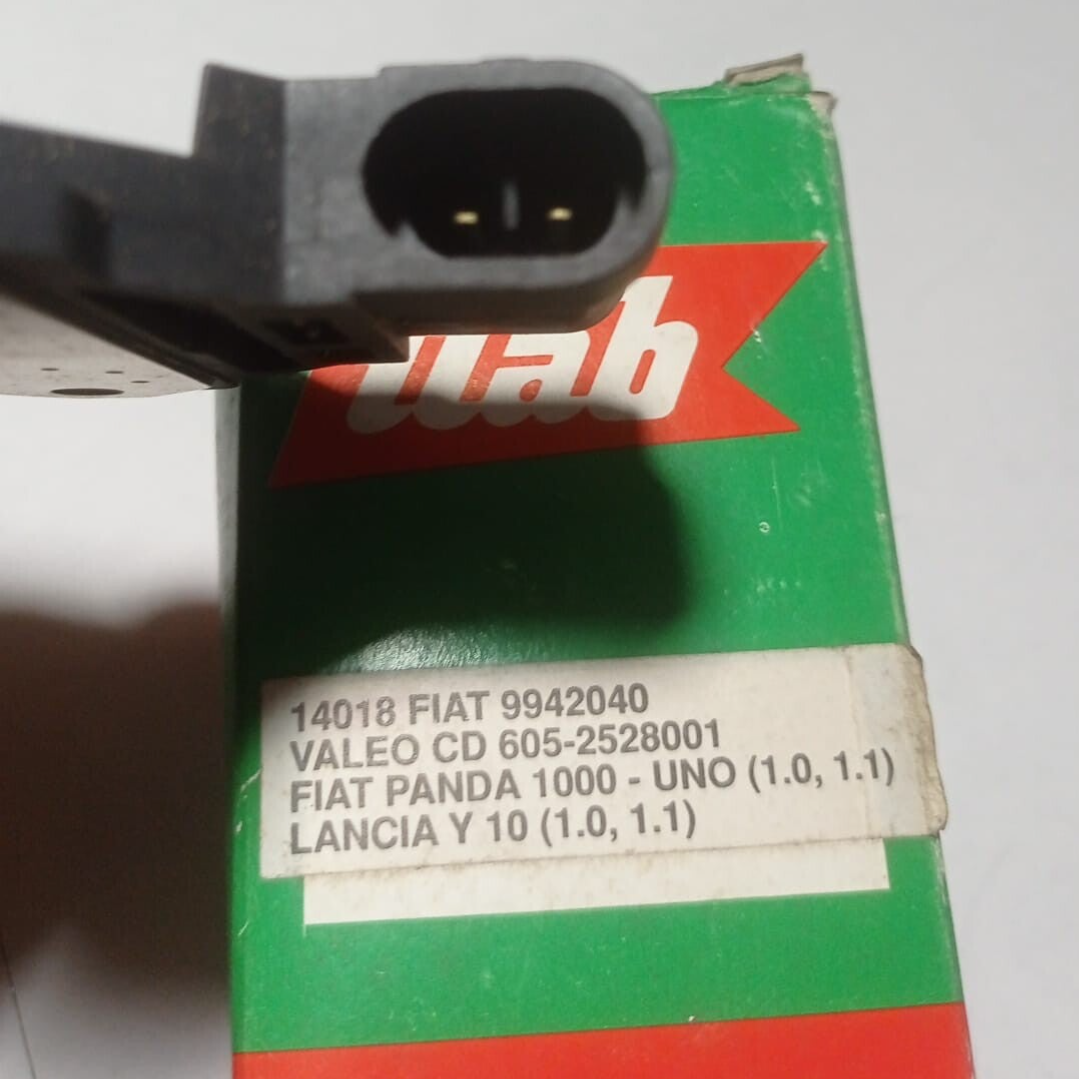 14018 FIAT 9942040
VALEO CD 605-2528001
FIAT PANDA 1000 - UNO (1.0, 1.1)
LANCIA Y 10 (1.0, 1.1)